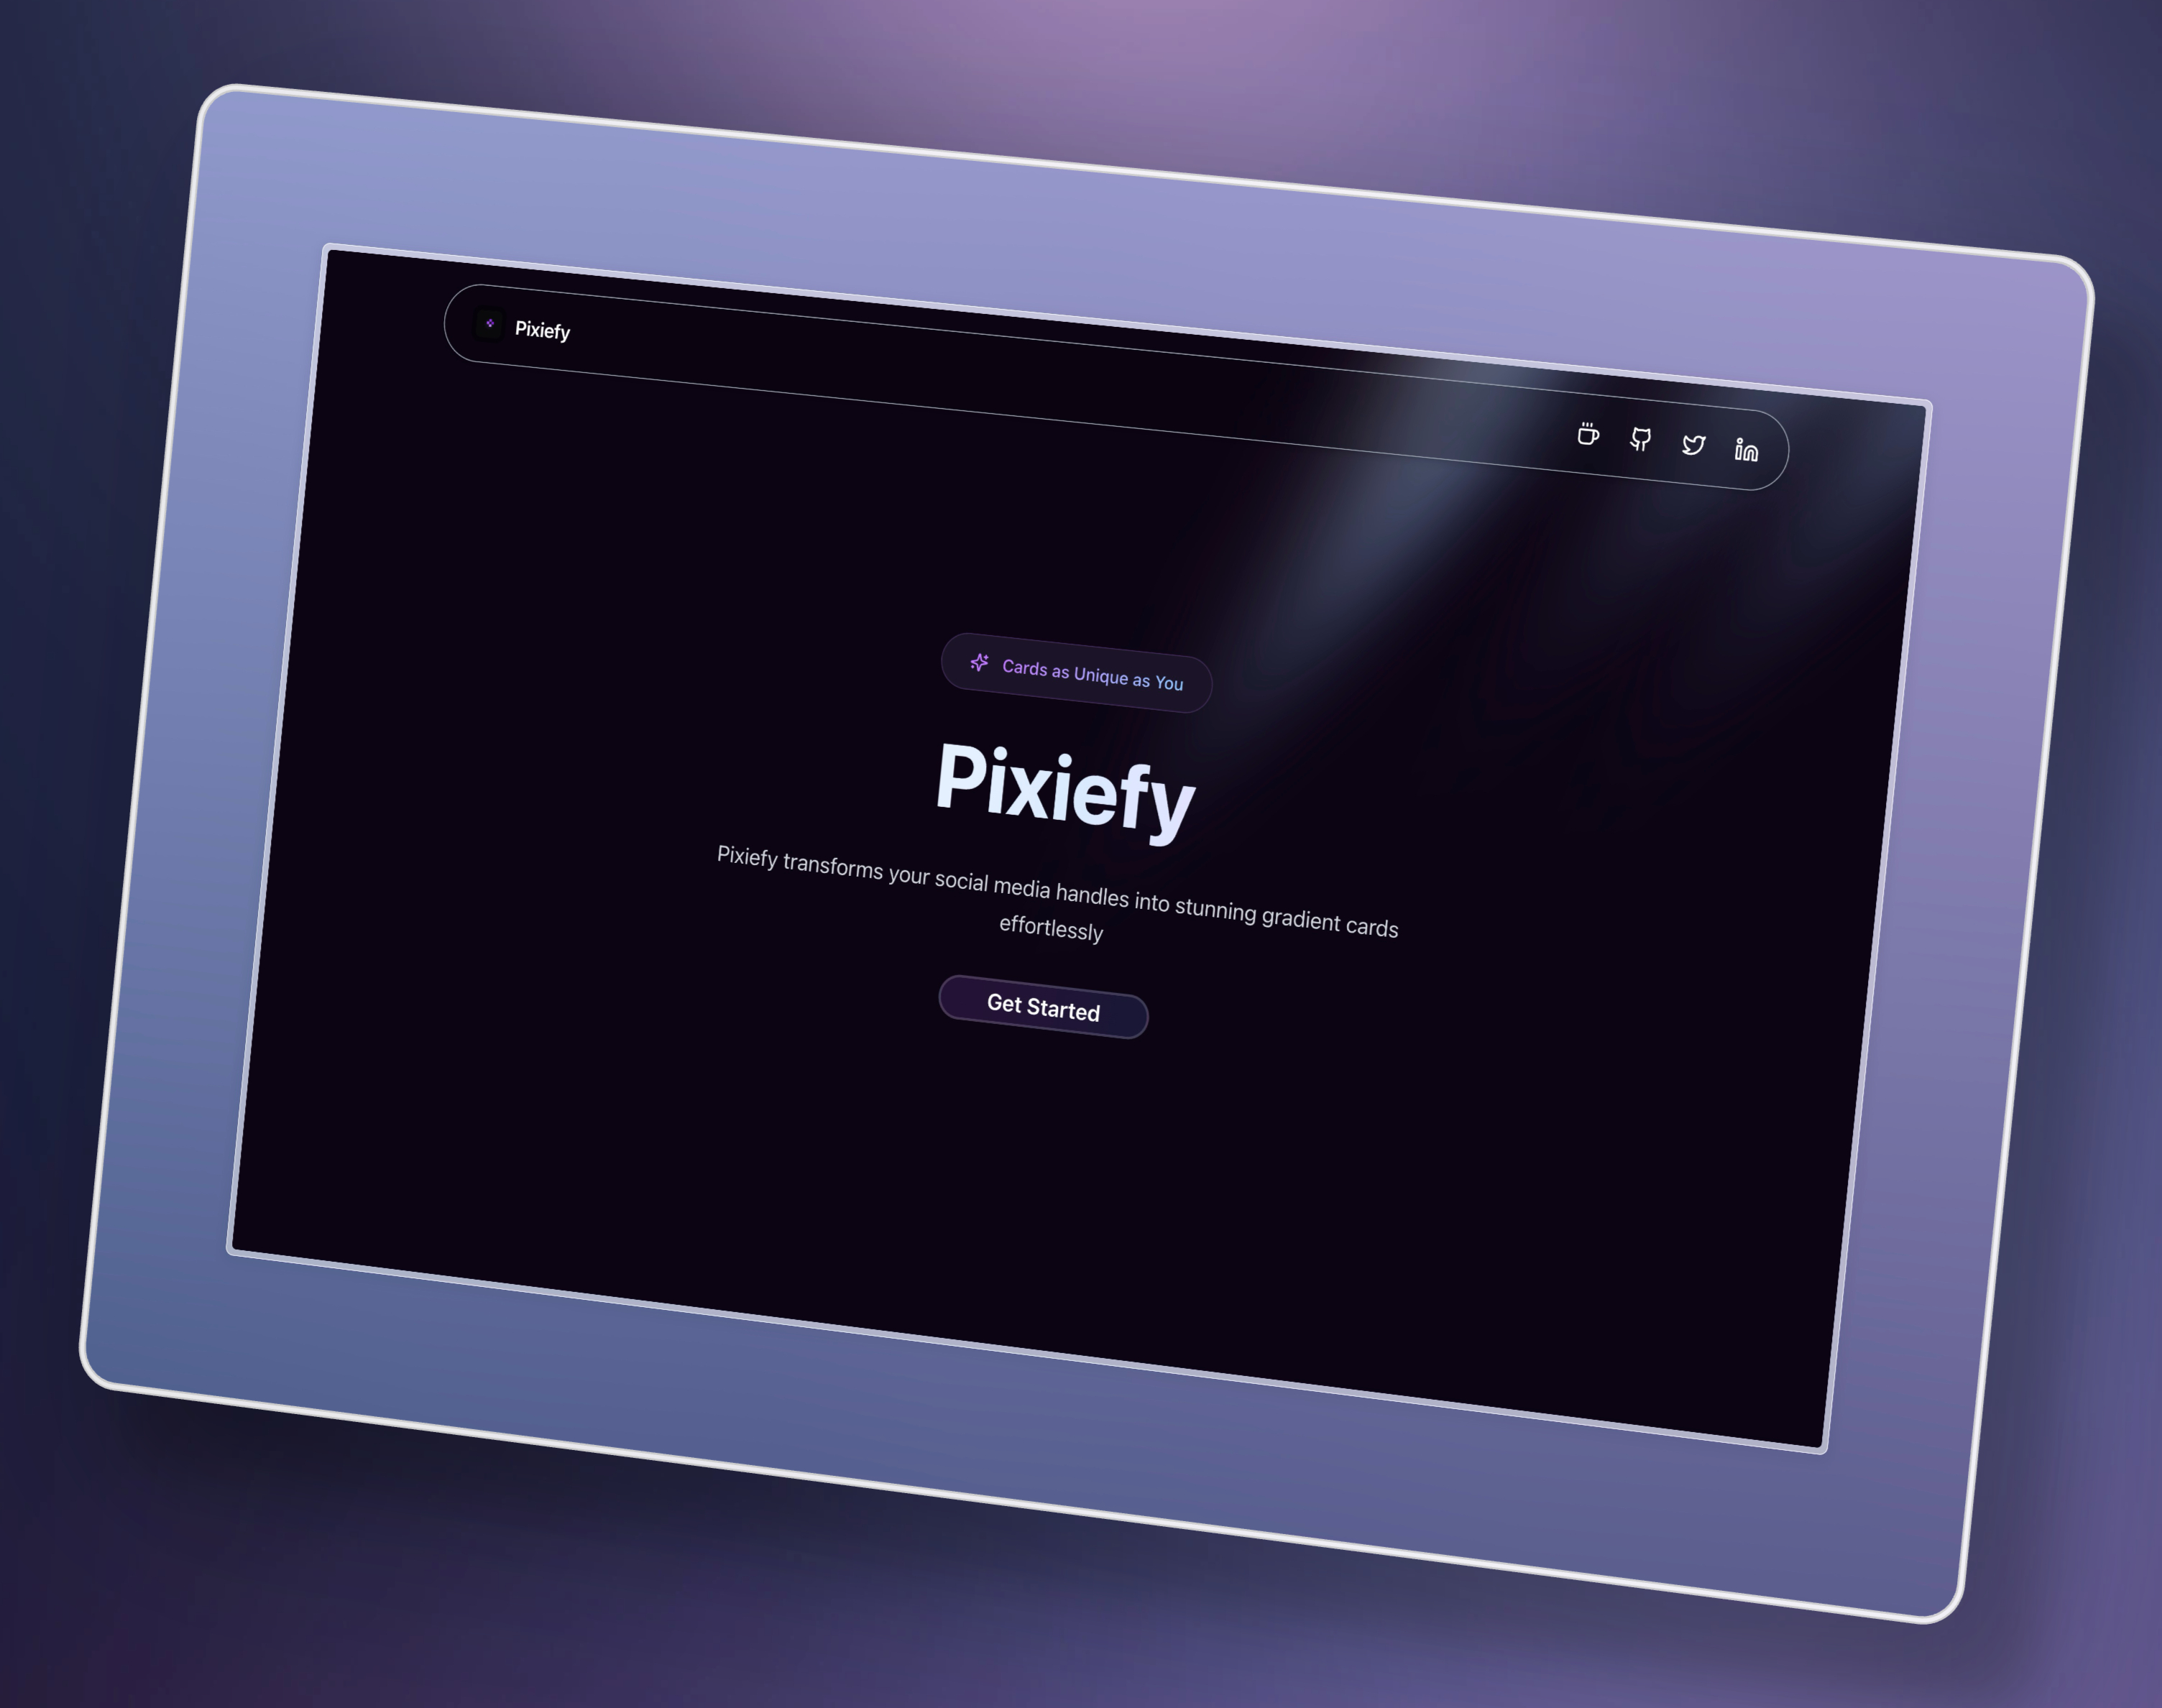 Pixiefy
Cards as Unique as You
Pixiefy
Pixiefy transforms your social media handles into stunning gradient cards
effortlessly
Get Started